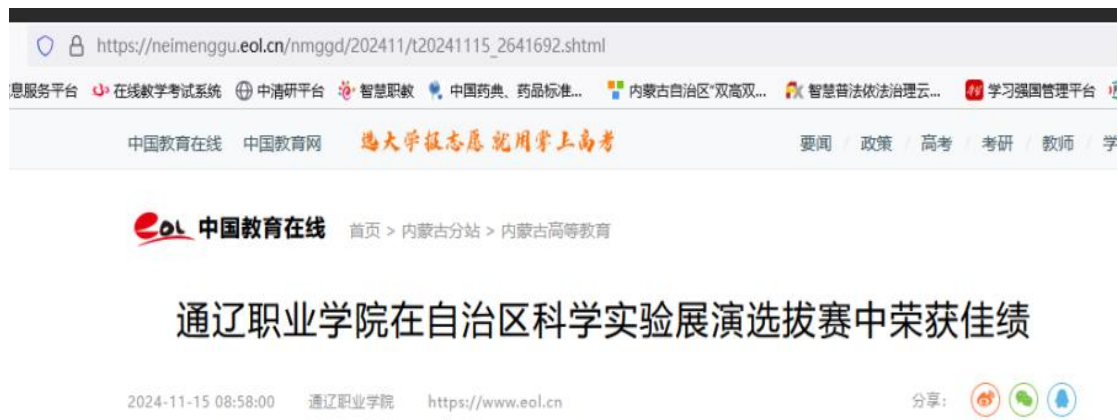 https://neimenggu.eol.cn/nmggd/202411/t20241115_2641692.shtml
息服务平台 在线教学考试系统 中清研平台 智慧职教 中国药典、药品标准... 内蒙古自治区“双高双... 智慧普法依法治理云... 学习强国管理平台
中国教育在线 中国教育网 选大学报志愿 就用掌上高考 要闻 / 政策 / 高考 / 考研 / 教师 / 学
eol 中国教育在线 首页 > 内蒙古分站 > 内蒙古高等教育
通辽职业学院在自治区科学实验展演选拔赛中荣获佳绩
2024-11-15 08:58:00 通辽职业学院 https://www.eol.cn 分享: